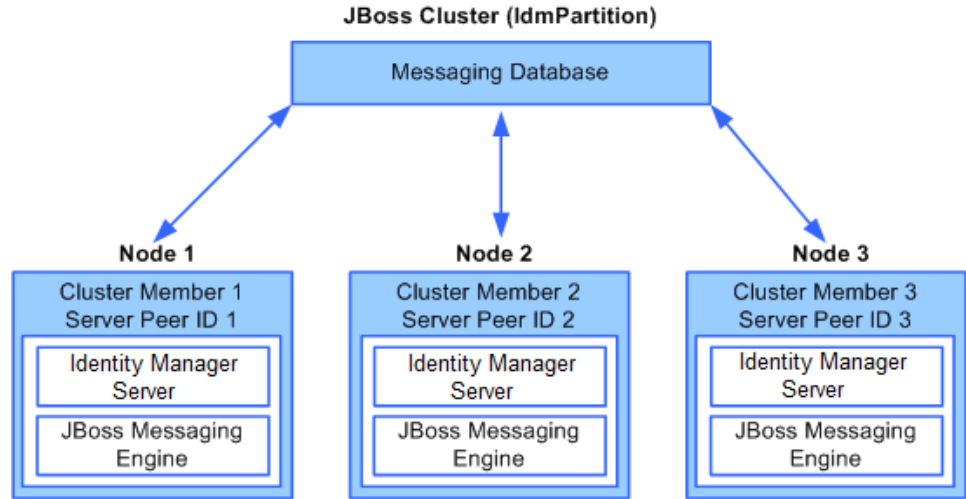 JBoss Cluster (IdmPartition)
Messaging Database
Node 1
Cluster Member 1
Server Peer ID 1
Identity Manager
Server
JBoss Messaging
Engine
Node 2
Cluster Member 2
Server Peer ID 2
Identity Manager
Server
JBoss Messaging
Engine
Node 3
Cluster Member 3
Server Peer ID 3
Identity Manager
Server
JBoss Messaging
Engine